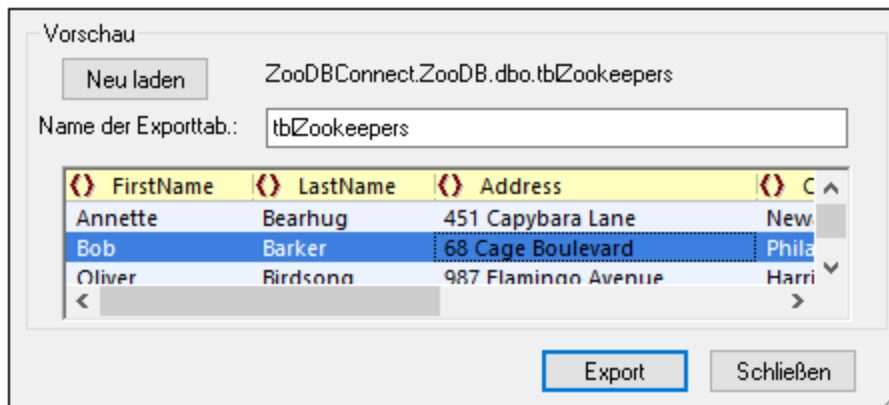 Vorschau
Neu laden ZooDBConnect.ZooDB.dbo.tblZookeepers
Name der Exporttab.: tblZookeepers
FirstName LastName Address
Annette Bearhug 451 Capybara Lane
Bob Barker 68 Cage Boulevard
Oliver Birdsong 987 Flamingo Avenue
Export Schließen